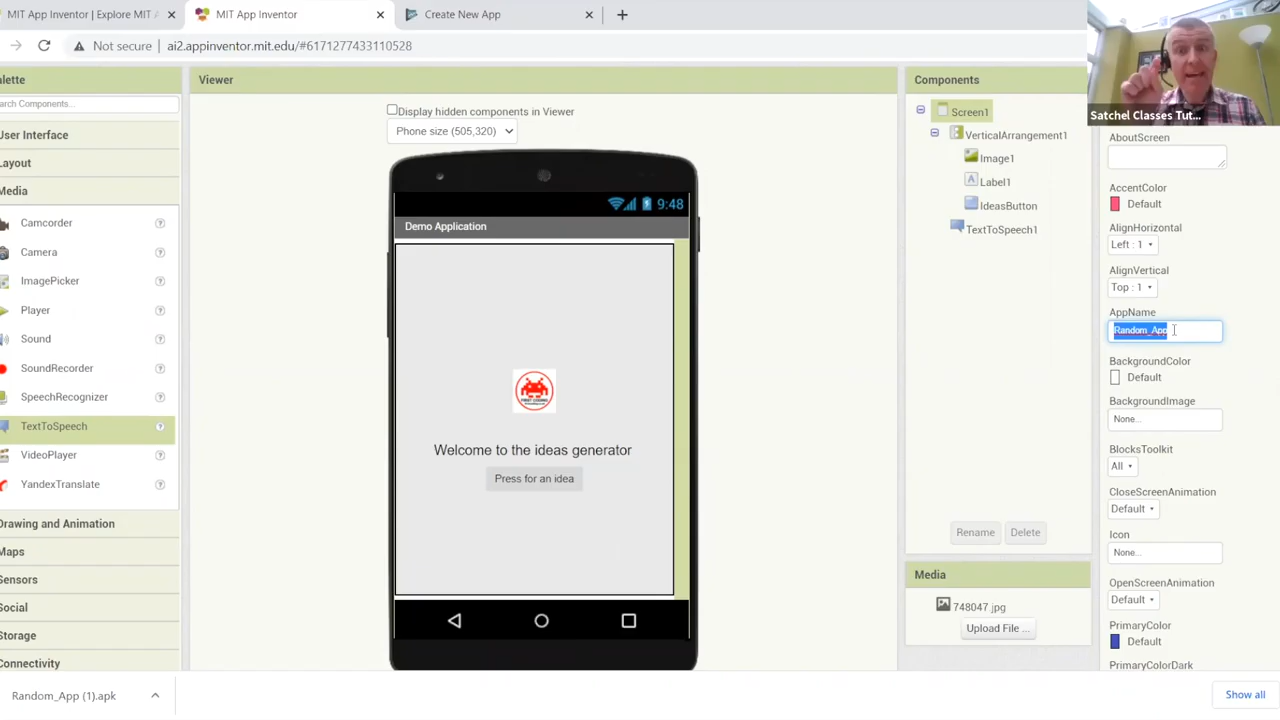 MIT App Inventor | Explore MIT A
MIT App Inventor
Create New App
Not secure
ai2.appinventor.mit.edu/#6171277433110528
Satchel Classes Tut...
alette
earch Components...
User Interface
Layout
Media
Camcorder
Camera
ImagePicker
Player
Sound
SoundRecorder
SpeechRecognizer
TextToSpeech
VideoPlayer
YandexTranslate
Drawing and Animation
Maps
Sensors
Social
Storage
Connectivity
Viewer
Display hidden components in Viewer
Phone size (505,320)
9:48
Demo Application
FIRST CODING
Welcome to the ideas generator
Press for an idea
Components
Screen1
VerticalArrangement1
Image1
A
Label1
IdeasButton
TextToSpeech1
Rename
Delete
Media
748047.jpg
Upload File ...
AboutScreen
AccentColor
Default
AlignHorizontal
Left : 1
AlignVertical
Top : 1
AppName
Random_App
BackgroundColor
Default
BackgroundImage
None...
BlocksToolkit
All
CloseScreenAnimation
Default
Icon
None...
OpenScreenAnimation
Default
PrimaryColor
Default
PrimaryColorDark
Random_App (1).apk
Show all